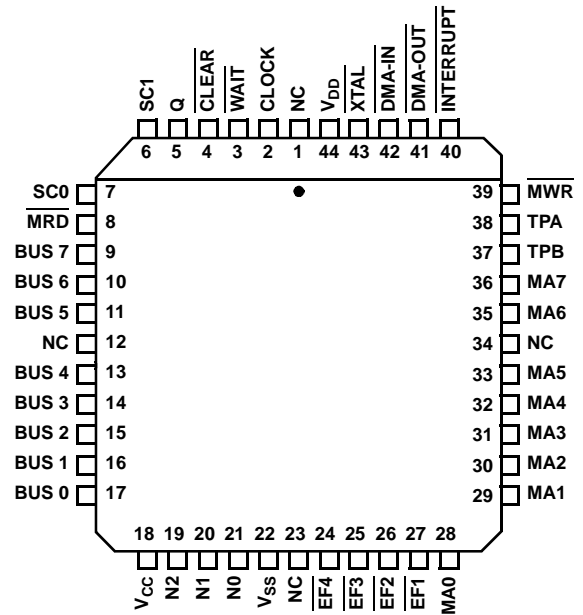 SC1 Q CLEAR WAIT CLOCK NC VDD XTAL DMA-IN DMA-OUT INTERRUPT
6 5 4 3 2 1 44 43 42 41 40
SC0 7 39 MWR
MRD 8 38 TPA
BUS 7 9 37 TPB
BUS 6 10 36 MA7
BUS 5 11 35 MA6
NC 12 34 NC
BUS 4 13 33 MA5
BUS 3 14 32 MA4
BUS 2 15 31 MA3
BUS 1 16 30 MA2
BUS 0 17 29 MA1
18 19 20 21 22 23 24 25 26 27 28
VCC N2 N1 N0 VSS NC EF4 EF3 EF2 EF1 MA0